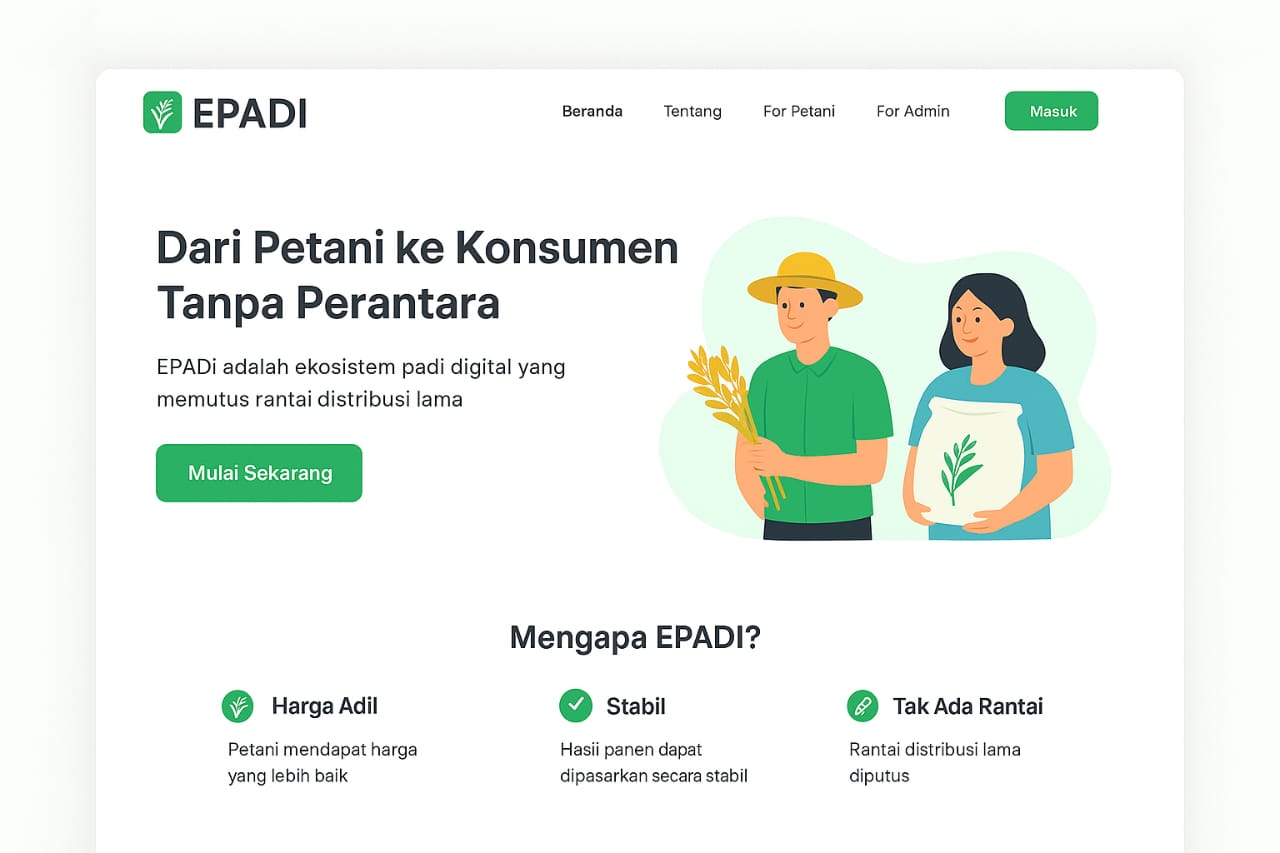 EPADI
Beranda
Tentang
For Petani
For Admin
Masuk
Dari Petani ke Konsumen
Tanpa Perantara
EPADi adalah ekosistem padi digital yang
memutus rantai distribusi lama
Mulai Sekarang
Mengapa EPADI?
Harga Adil
Petani mendapat harga
yang lebih baik
Stabil
Hasii panen dapat
dipasarkan secara stabil
Tak Ada Rantai
Rantai distribusi lama
diputus